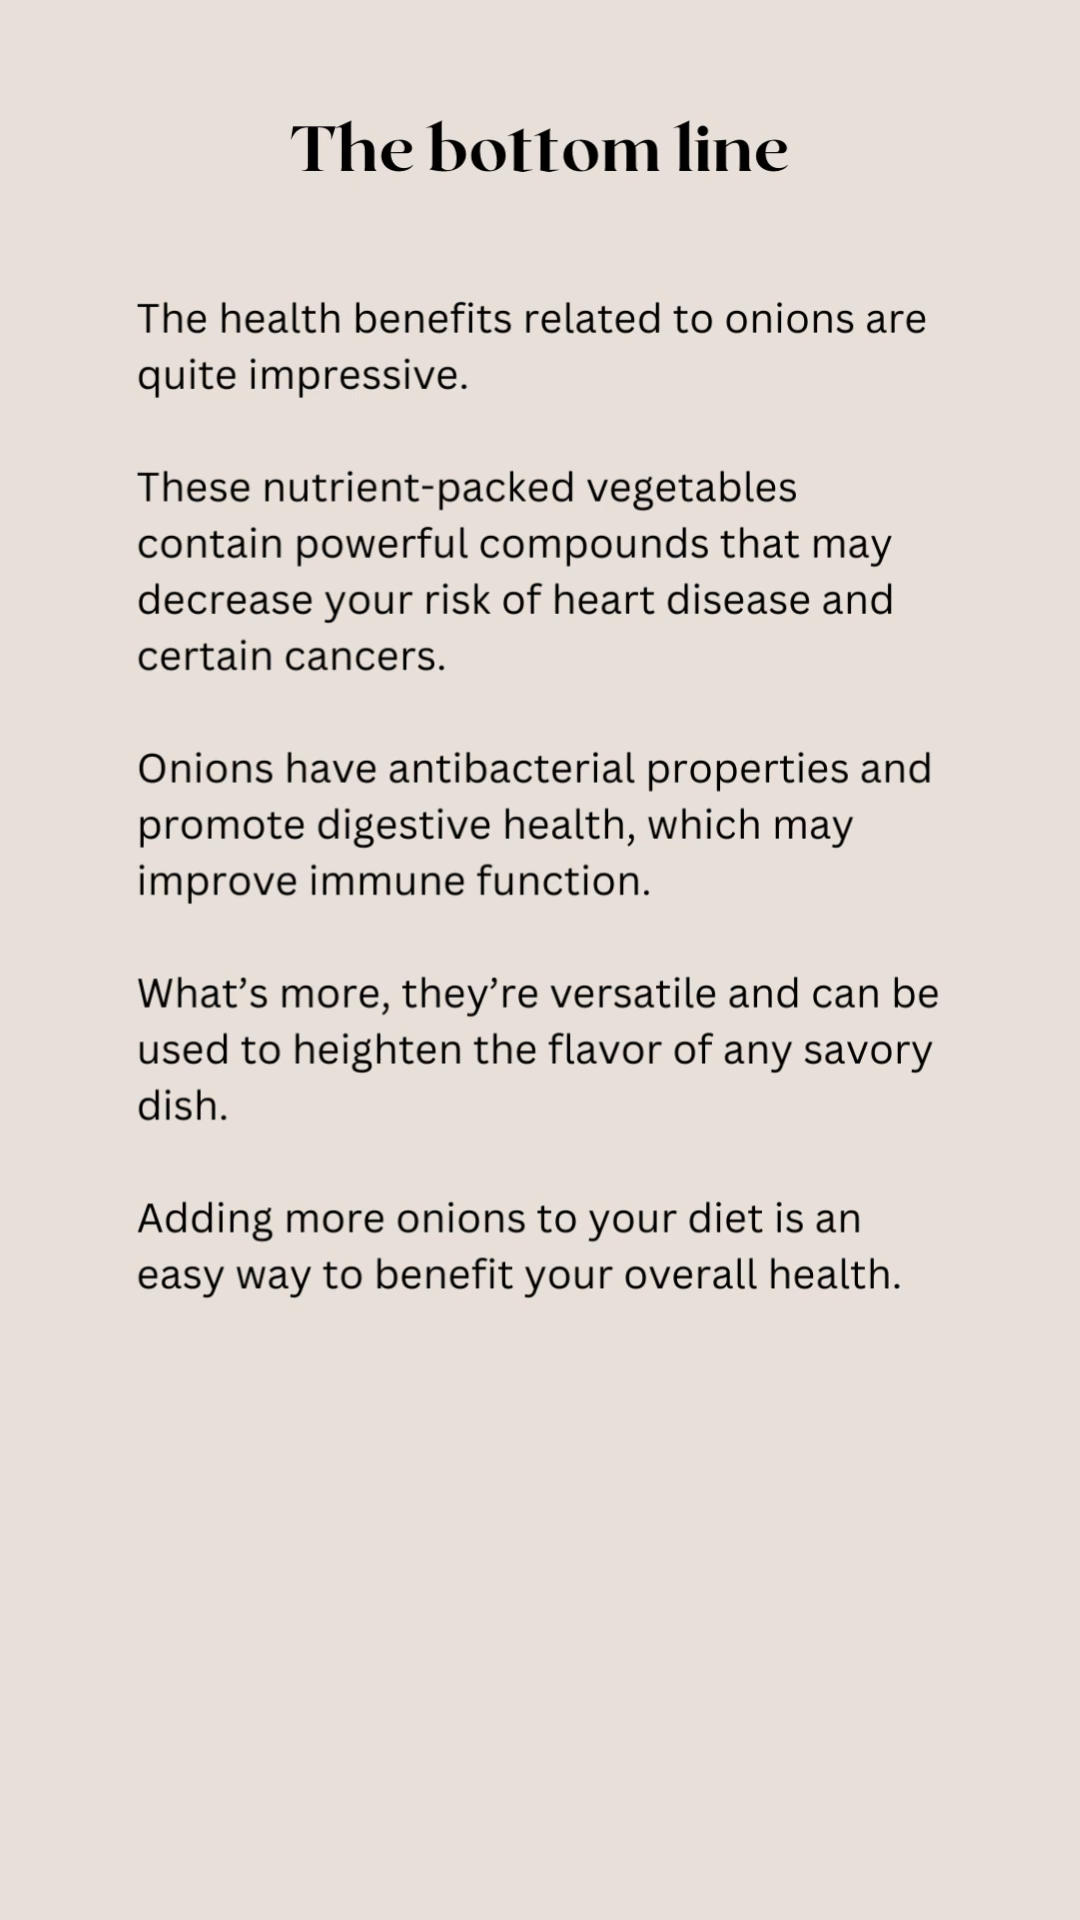 The bottom line
The health benefits related to onions are
quite impressive.
These nutrient-packed vegetables
contain powerful compounds that may
decrease your risk of heart disease and
certain cancers.
Onions have antibacterial properties and
promote digestive health, which may
improve immune function.
What’s more, they’re versatile and can be
used to heighten the flavor of any savory
dish.
Adding more onions to your diet is an
easy way to benefit your overall health.